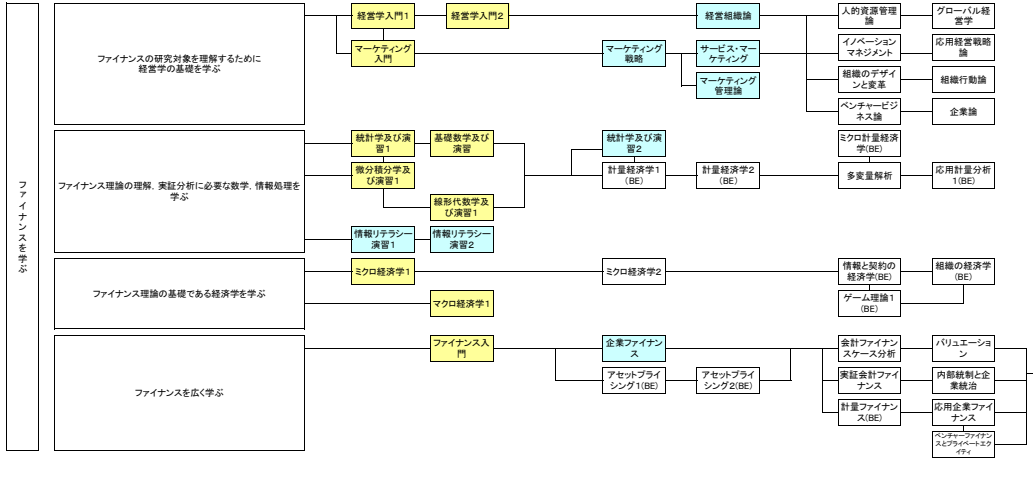 ファイナンスを学ぶ
ファイナンスの研究対象を理解するために
経営学の基礎を学ぶ
経営学入門1
経営学入門2
経営組織論
人的資源管理
論
グローバル経
営学
マーケティング
入門
マーケティング
戦略
サービス・マー
ケティング
イノベーション
マネジメント
応用経営戦略
論
マーケティング
管理論
組織のデザイ
ンと変革
組織行動論
ベンチャービジ
ネス論
企業論
ファイナンス理論の理解，実証分析に必要な数学，情報処理を
学ぶ
統計学及び演
習1
基礎数学及び
演習
統計学及び演
習2
ミクロ計量経済
学(BE)
微分積分学及
び演習1
計量経済学1
(BE)
計量経済学2
(BE)
多変量解析
応用計量分析
1(BE)
線形代数学及
び演習1
情報リテラシー
演習1
情報リテラシー
演習2
ファイナンス理論の基礎である経済学を学ぶ
ミクロ経済学1
ミクロ経済学2
情報と契約の
経済学(BE)
組織の経済学
(BE)
マクロ経済学1
ゲーム理論1
(BE)
ファイナンスを広く学ぶ
ファイナンス入
門
企業ファイナン
ス
会計ファイナン
スケース分析
バリュエーショ
ン
アセットプライ
シング1(BE)
アセットプライ
シング2(BE)
実証会計ファイ
ナンス
内部統制と企
業統治
計量ファイナン
ス(BE)
応用企業ファイ
ナンス
ベンチャーファイナン
スとプライベートエク
イティ